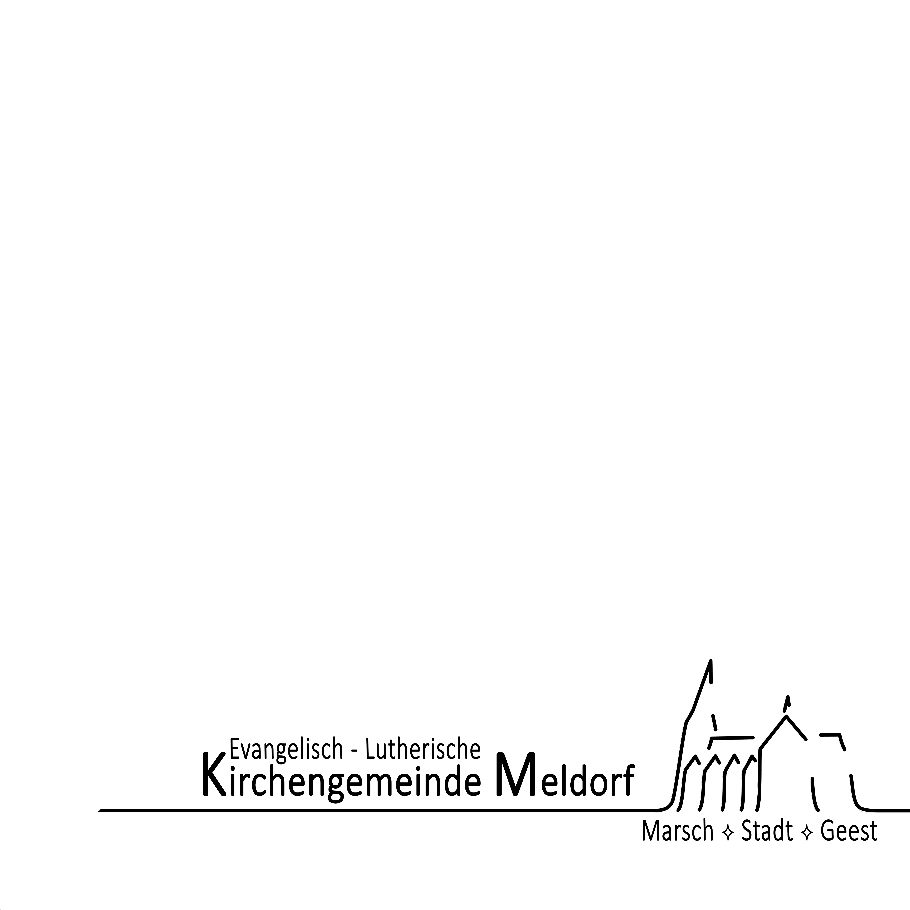 Evangelisch - Lutherische
Kirchengemeinde Meldorf
Marsch ✧ Stadt ✧ Geest